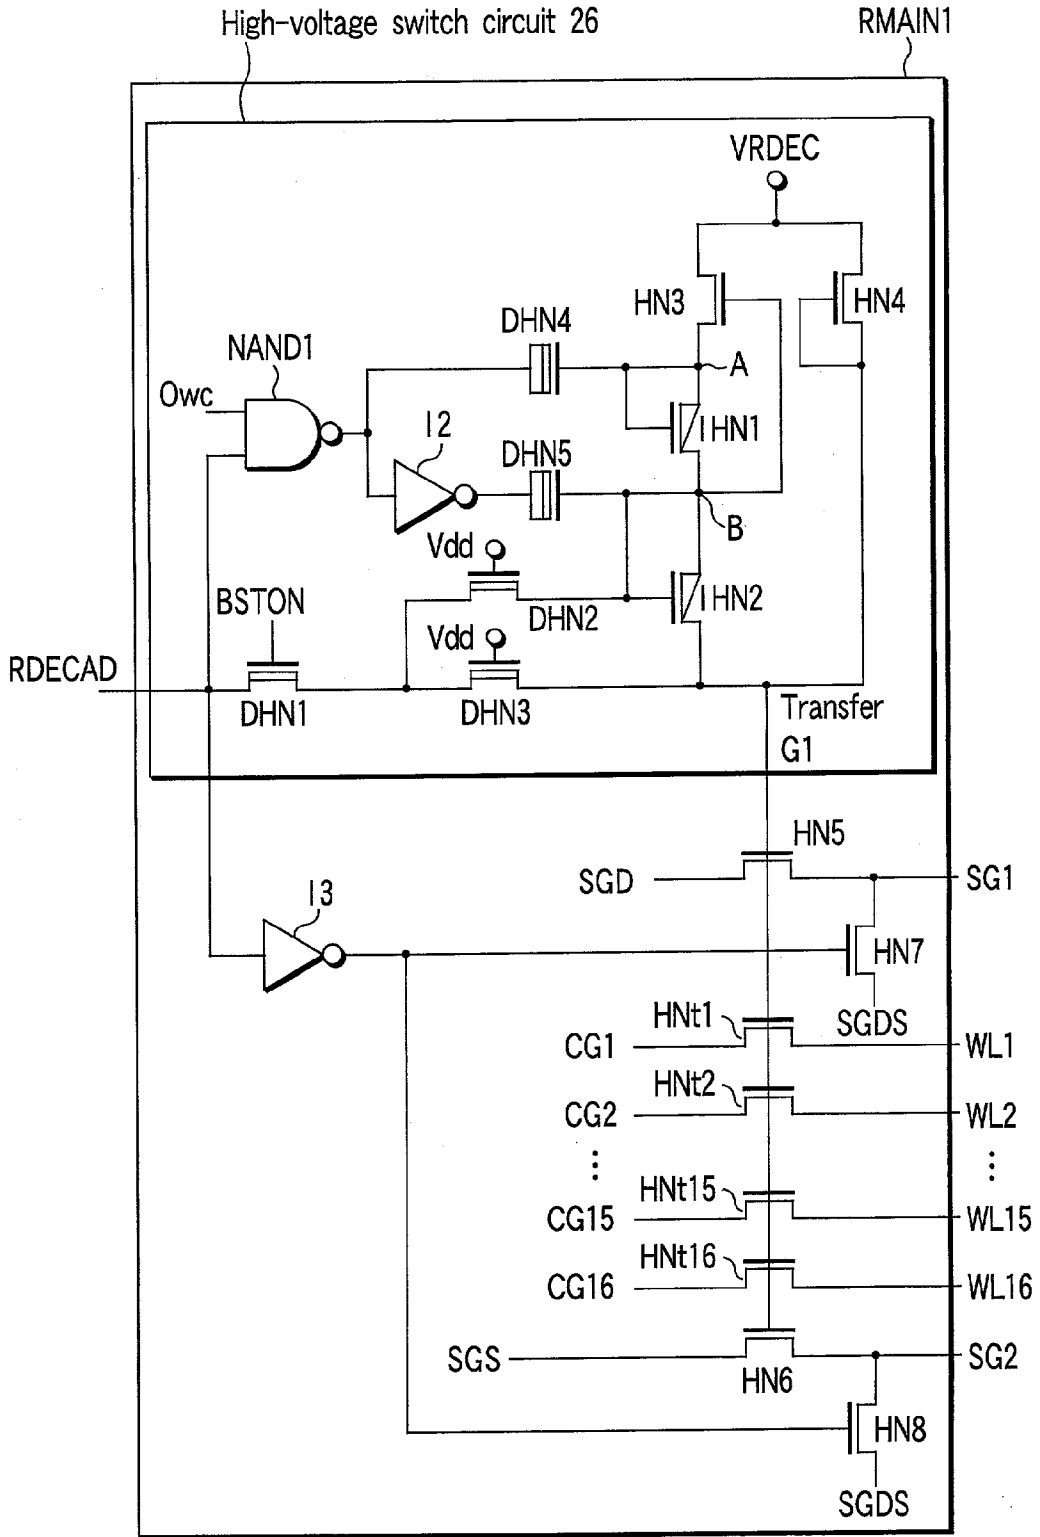 High-voltage switch circuit 26
RMAIN1
VRDEC
HN3
HN4
DHN4
NAND1
A
Owc
I2
IHN1
DHN5
B
Vdd
BSTON
DHN2
IHN2
Vdd
RDECAD
DHN1
DHN3
Transfer
G1
HN5
SGD
SG1
I3
HN7
SGDS
HNt1
CG1
WL1
HNt2
CG2
WL2
⋮
⋮
HNt15
CG15
WL15
HNt16
CG16
WL16
SGS
SG2
HN6
HN8
SGDS